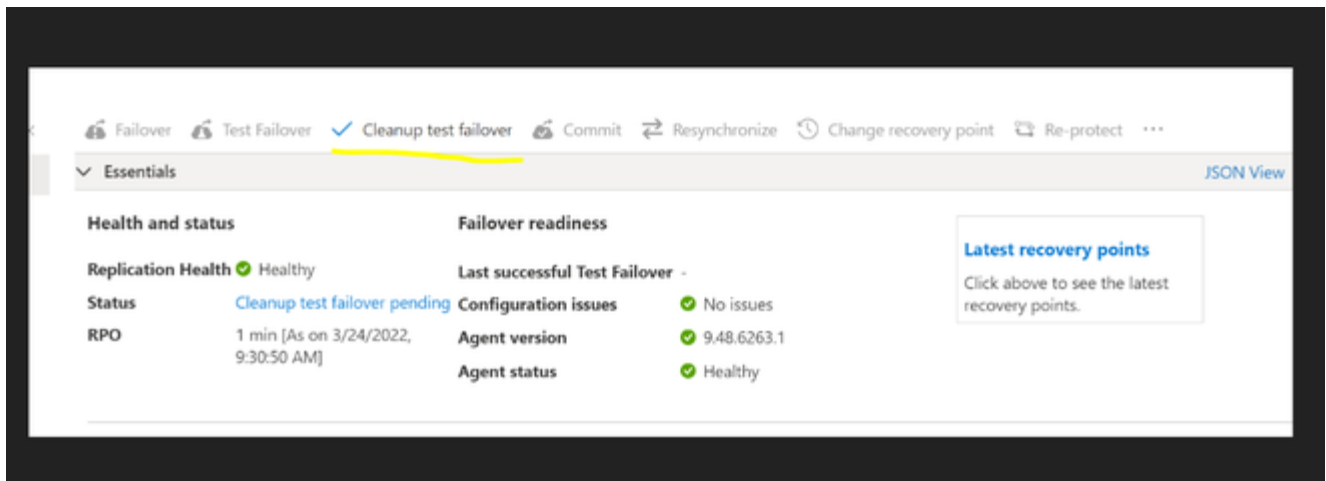 Failover Test Failover Cleanup test failover Commit Resynchronize Change recovery point Re-protect ...
Essentials JSON View
Health and status
Replication Health Healthy
Status Cleanup test failover pending
RPO 1 min [As on 3/24/2022,
9:30:50 AM]
Failover readiness
Last successful Test Failover -
Configuration issues No issues
Agent version 9.48.6263.1
Agent status Healthy
Latest recovery points
Click above to see the latest
recovery points.